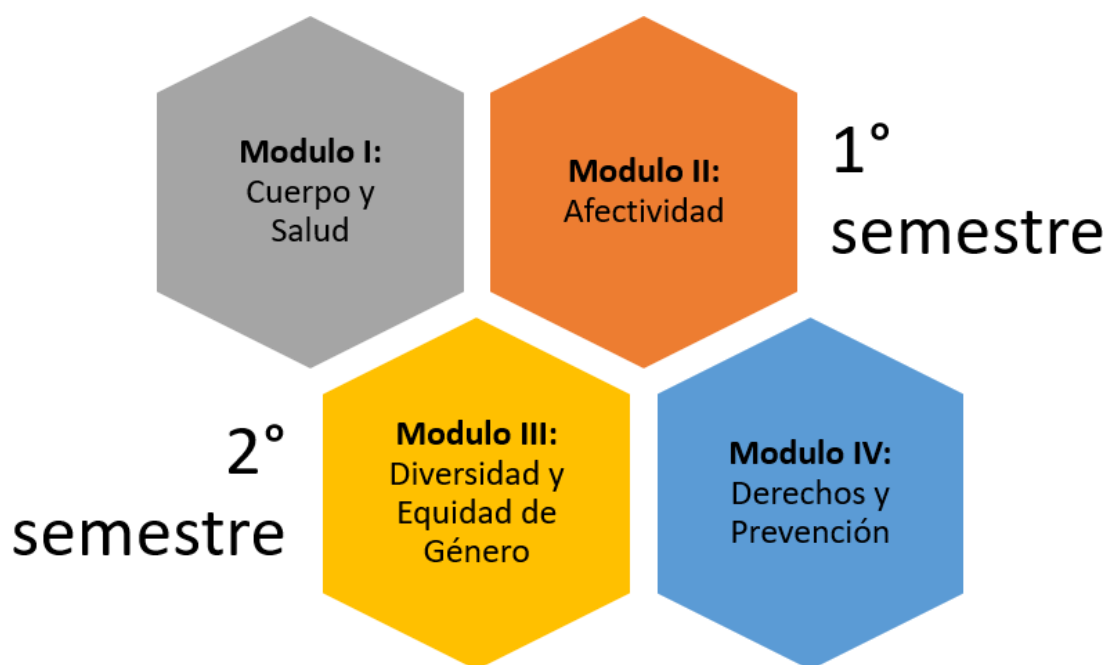 Modulo I:
Cuerpo y
Salud
Modulo II:
Afectividad
1°
semestre
2°
semestre
Modulo III:
Diversidad y
Equidad de
Género
Modulo IV:
Derechos y
Prevención